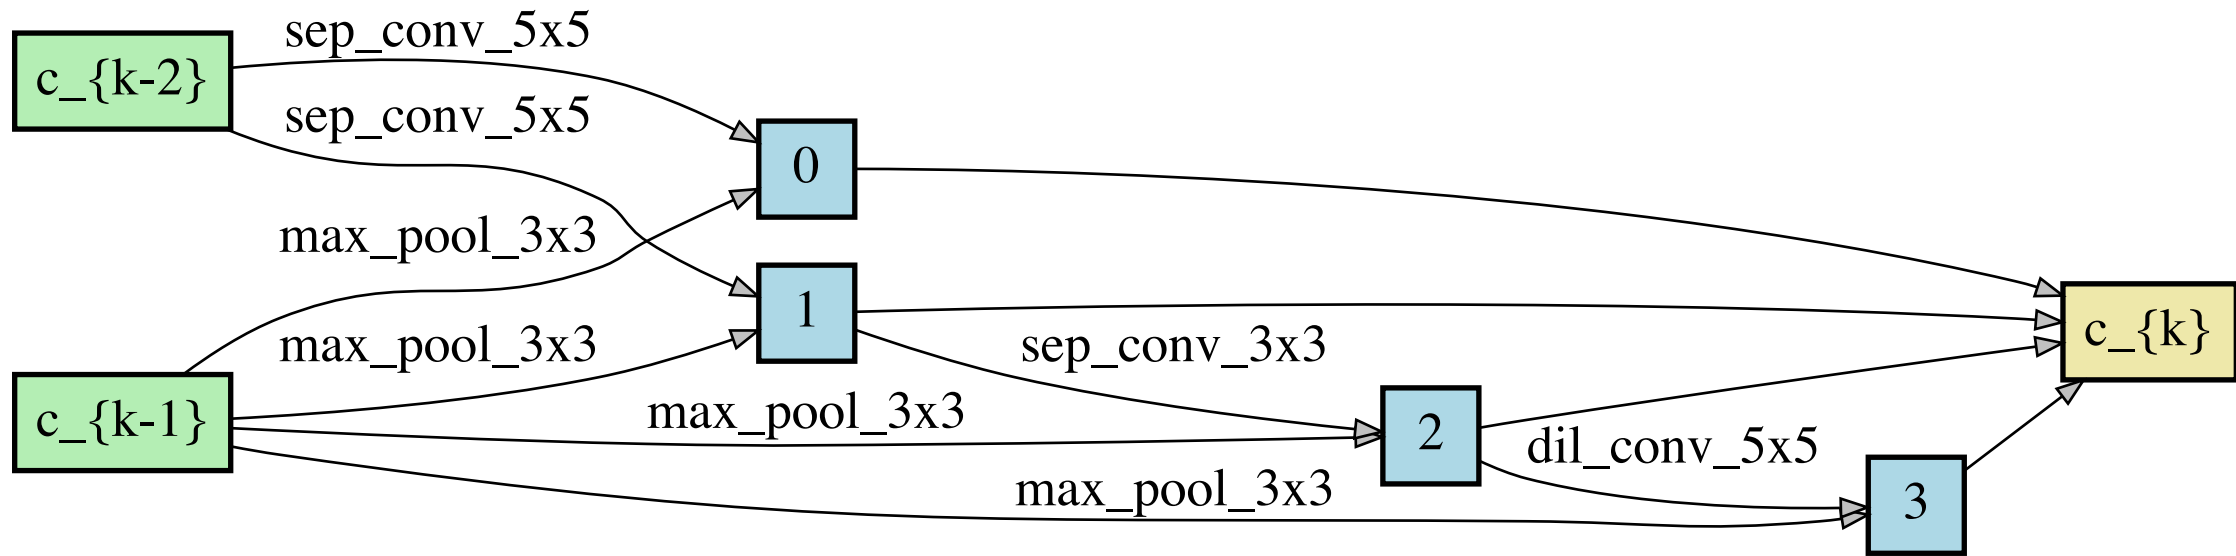 sep_conv_5x5
c_{k-2}
sep_conv_5x5
0
max_pool_3x3
1
max_pool_3x3
sep_conv_3x3
c_{k}
c_{k-1}
max_pool_3x3
2
dil_conv_5x5
max_pool_3x3
3